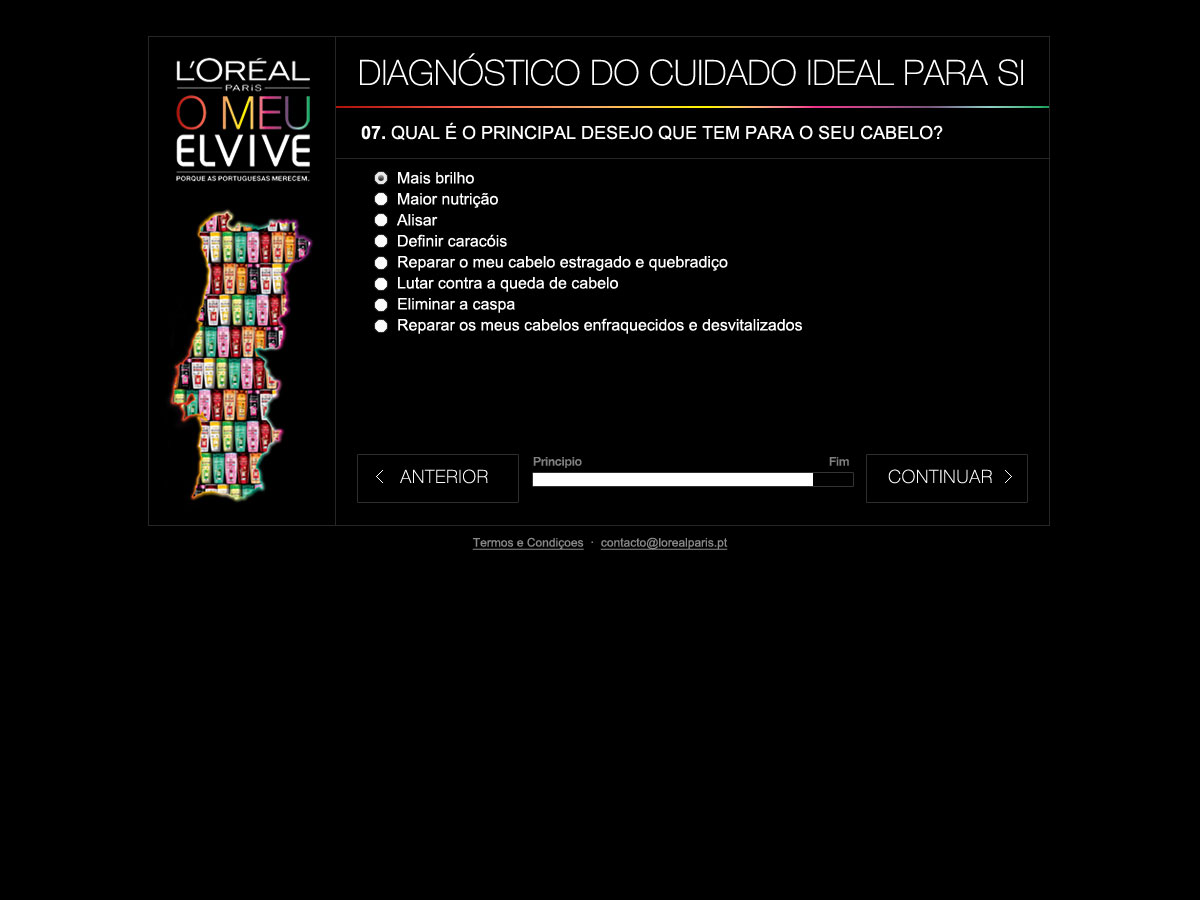 L'ORÉAL
PARIS
O MEU
ELVIVE
PORQUE AS PORTUGUESAS MERECEM.
DIAGNÓSTICO DO CUIDADO IDEAL PARA SI
07. QUAL É O PRINCIPAL DESEJO QUE TEM PARA O SEU CABELO?
Mais brilho
Maior nutrição
Alisar
Definir caracóis
Reparar o meu cabelo estragado e quebradiço
Lutar contra a queda de cabelo
Eliminar a caspa
Reparar os meus cabelos enfraquecidos e desvitalizados
ANTERIOR
Principio
Fim
CONTINUAR
Termos e Condiçoes · contacto@lorealparis.pt